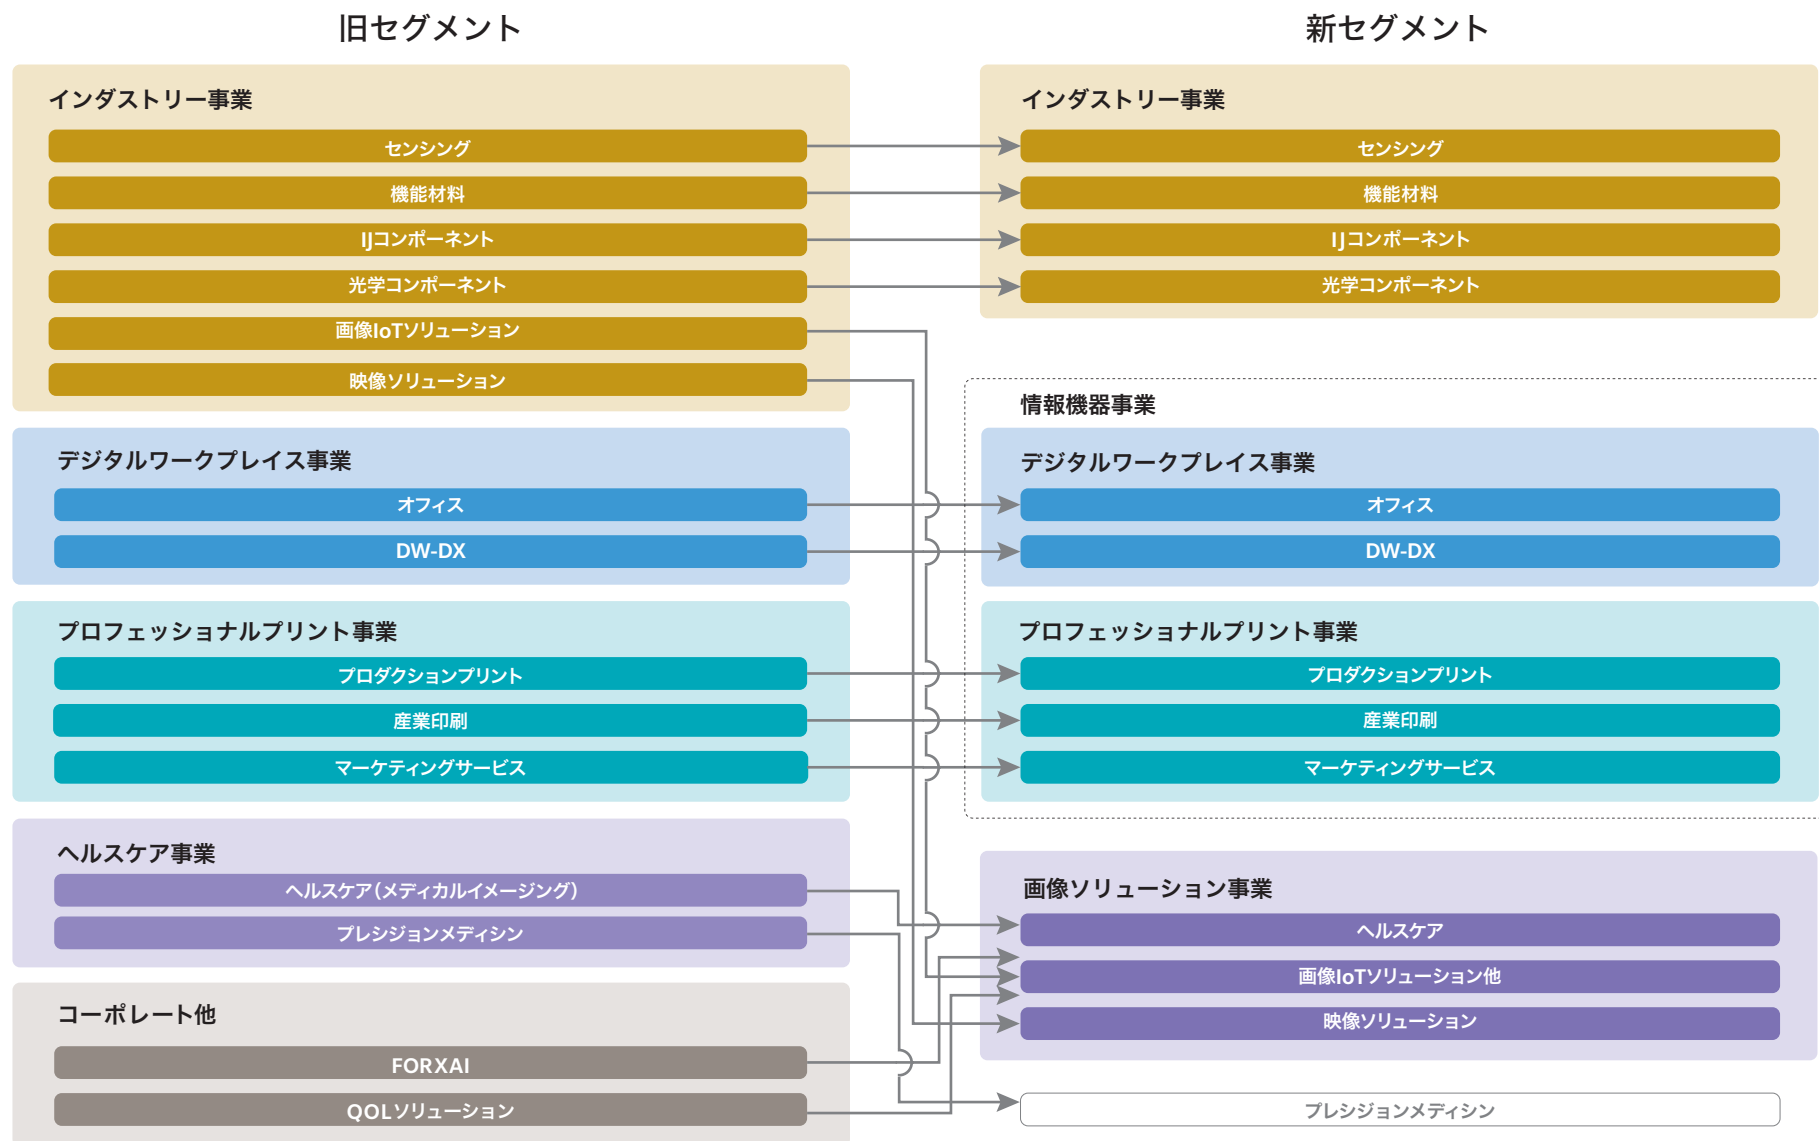 旧セグメント
インダストリー事業
センシング
機能材料
IJコンポーネント
光学コンポーネント
画像IoTソリューション
映像ソリューション
デジタルワークプレイス事業
オフィス
DW-DX
プロフェッショナルプリント事業
プロダクションプリント
産業印刷
マーケティングサービス
ヘルスケア事業
ヘルスケア（メディカルイメージング）
プレシジョンメディシン
コーポレート他
FORXAI
QOLソリューション
新セグメント
インダストリー事業
センシング
機能材料
IJコンポーネント
光学コンポーネント
情報機器事業
デジタルワークプレイス事業
オフィス
DW-DX
プロフェッショナルプリント事業
プロダクションプリント
産業印刷
マーケティングサービス
画像ソリューション事業
ヘルスケア
画像IoTソリューション他
映像ソリューション
プレシジョンメディシン